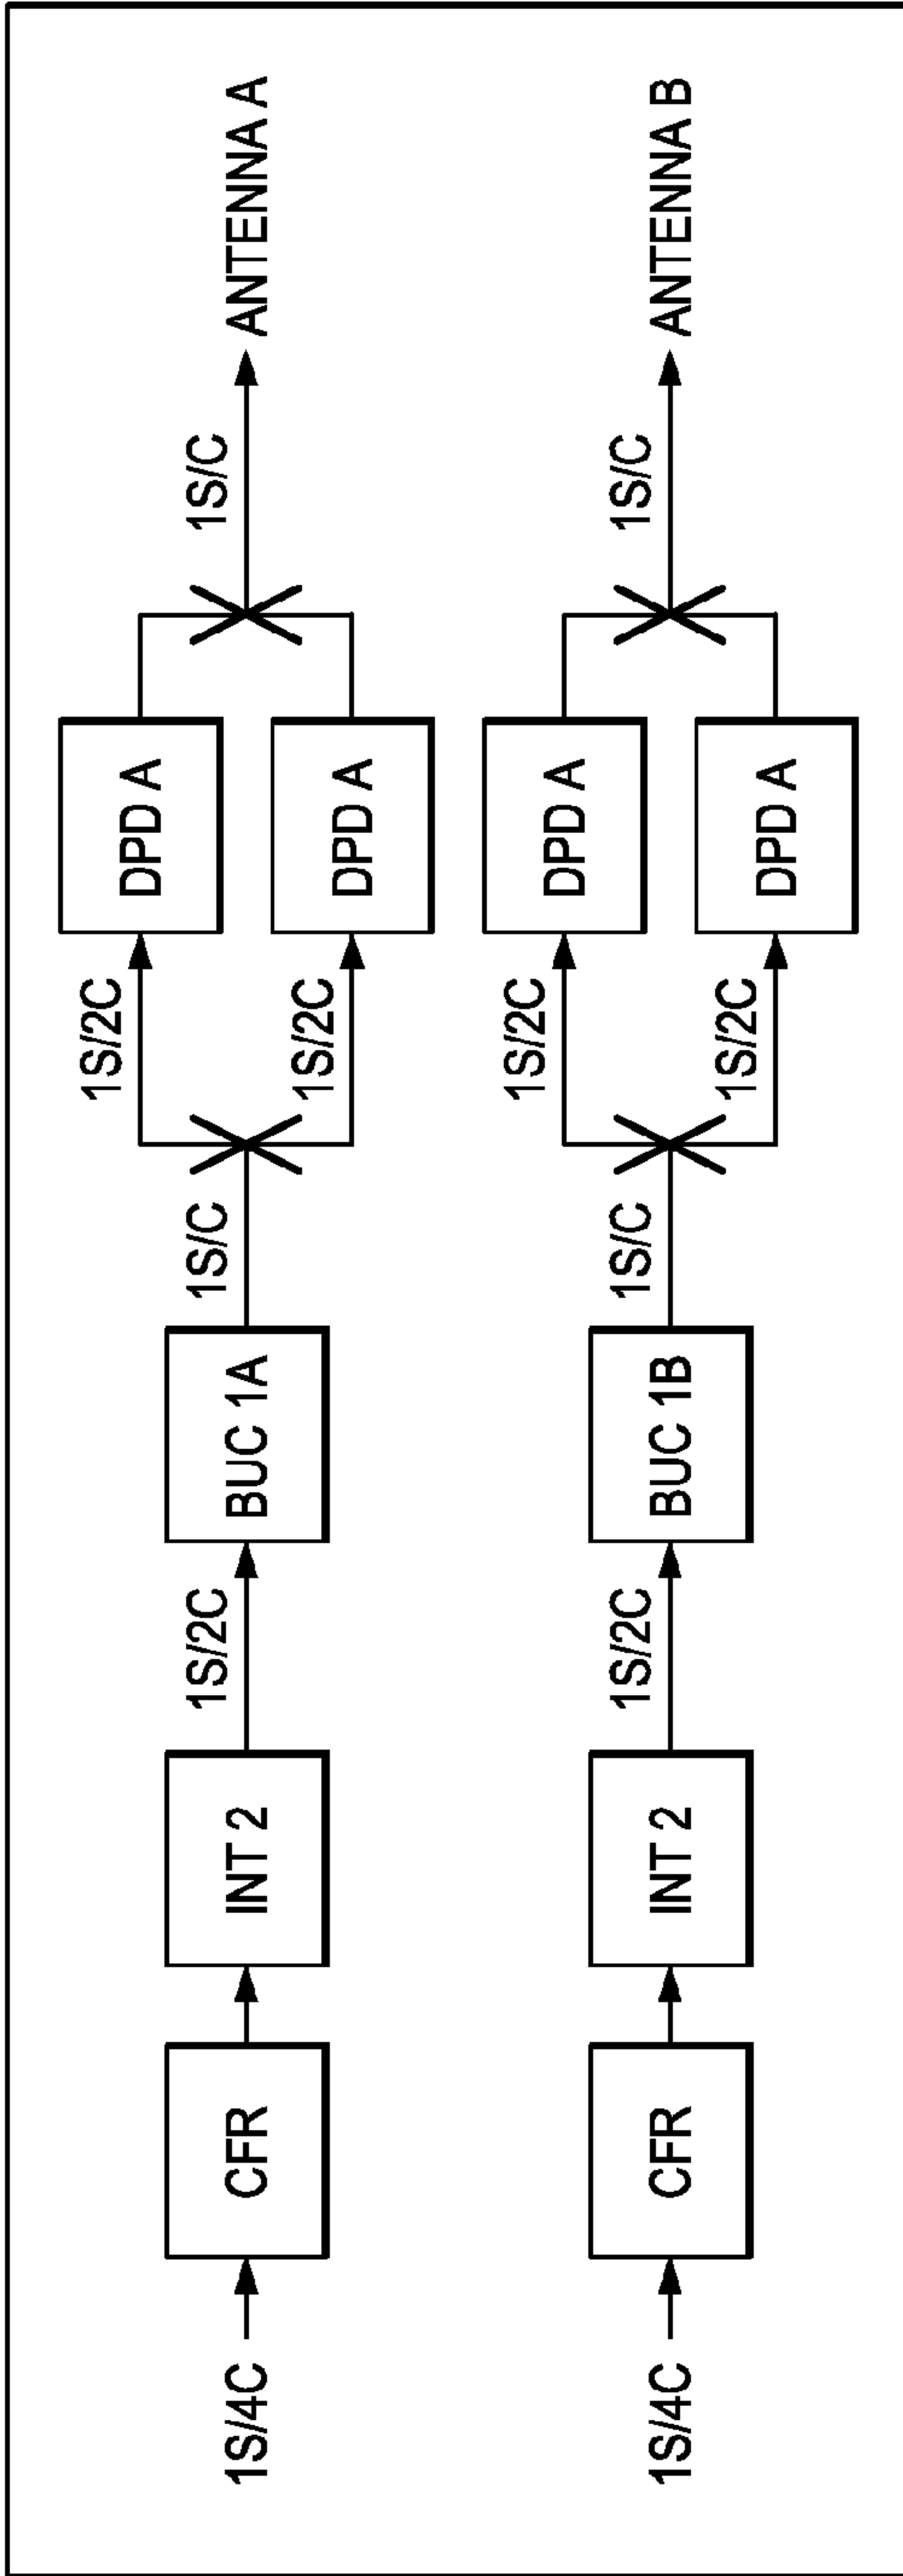 1S/4C
CFR
INT 2
1S/2C
BUC 1A
1S/C
1S/2C
DPD A
1S/2C
DPD A
1S/C
ANTENNA A
1S/4C
CFR
INT 2
1S/2C
BUC 1B
1S/C
1S/2C
DPD A
1S/2C
DPD A
1S/C
ANTENNA B